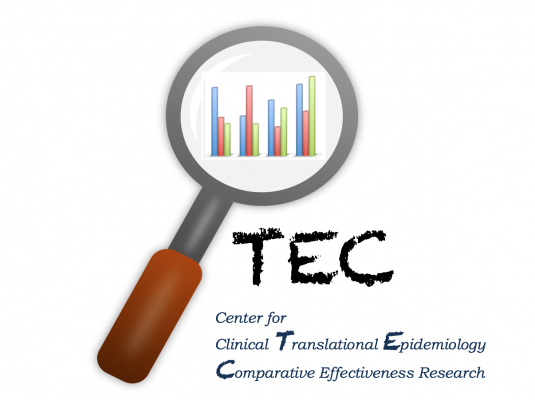 TEC
Center for
Clinical Translational Epidemiology
Comparative Effectiveness Research